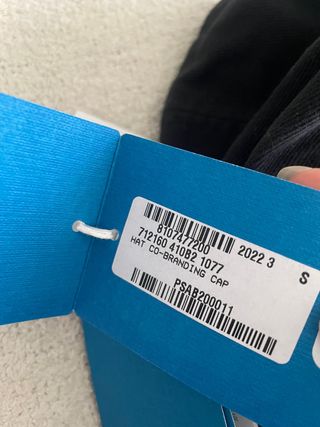 8107477200 2022 3 S
712160 410B2 1077
HAT CO-BRANDING CAP
PSAB200011